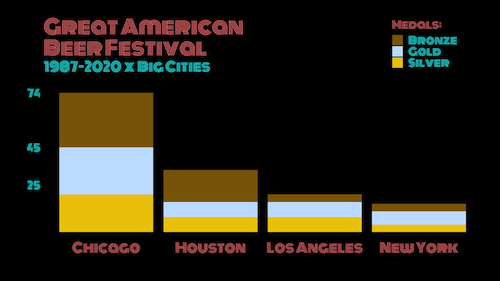 Great American
Beer Festival
1987-2020 x Big Cities
Medals:
Bronze
Gold
Silver
74
45
25
Chicago
Houston
Los Angeles
New York